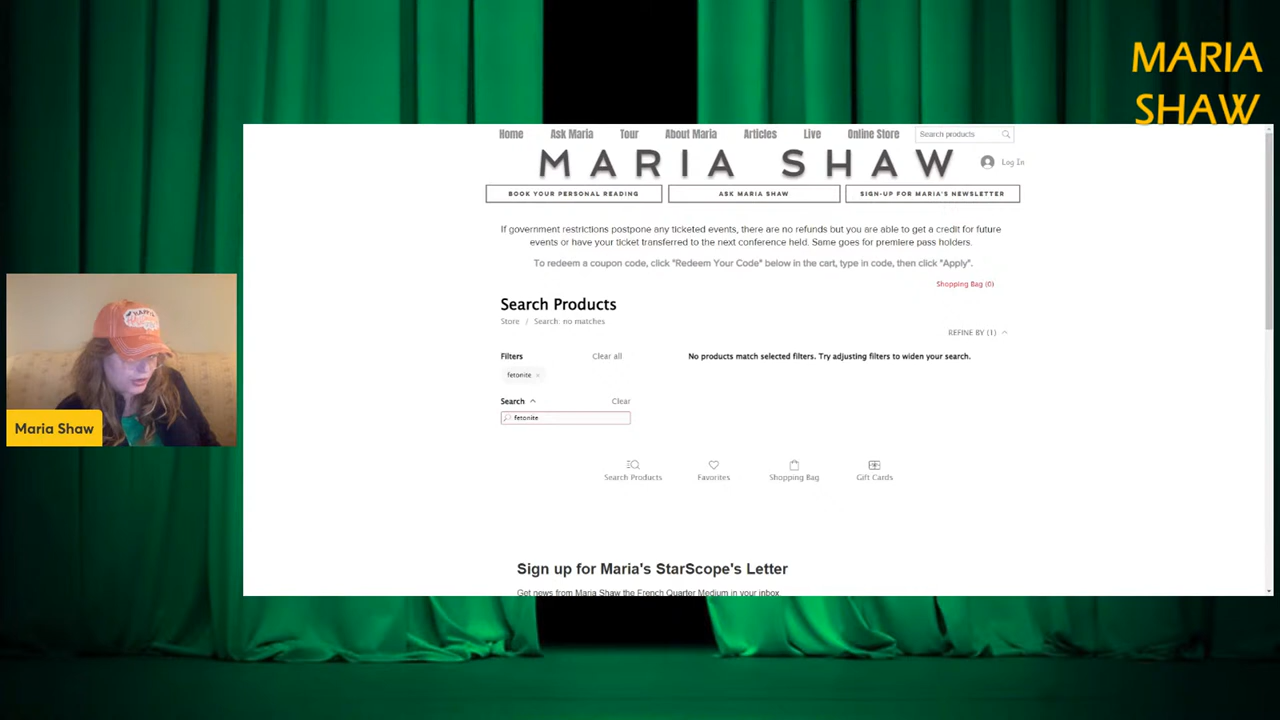 MARIA
SHAW
Home Ask Maria Tour About Maria Articles Live Online Store Search products
MARIA SHAW
Log In
BOOK YOUR PERSONAL READING ASK MARIA SHAW SIGN-UP FOR MARIA'S NEWSLETTER
If government restrictions postpone any ticketed events, there are no refunds but you are able to get a credit for future
events or have your ticket transferred to the next conference held. Same goes for premiere pass holders.
To redeem a coupon code, click "Redeem Your Code" below in the cart, type in code, then click "Apply".
Shopping Bag (0)
Search Products
Store / Search: no matches
REFINE BY (1)
Filters Clear all
No products match selected filters. Try adjusting filters to widen your search.
fetonite ×
Search Clear
fetonite
Search Products Favorites Shopping Bag Gift Cards
Sign up for Maria's StarScope's Letter
Get news from Maria Shaw the French Quarter Medium in your inbox
Maria Shaw